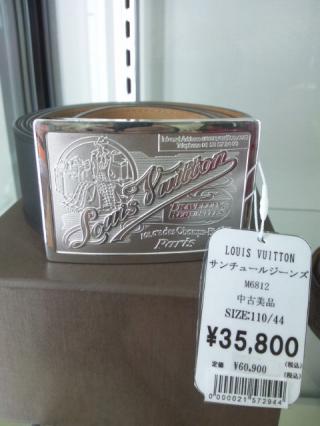 Telephone
Louis Vuitton
Paris
LOUIS VUITTON
サンチュールジーンズ
M6812
中古美品
SIZE:110/44
¥35,800
(税込)
定価 ¥60,900 (税込)
0000021572944